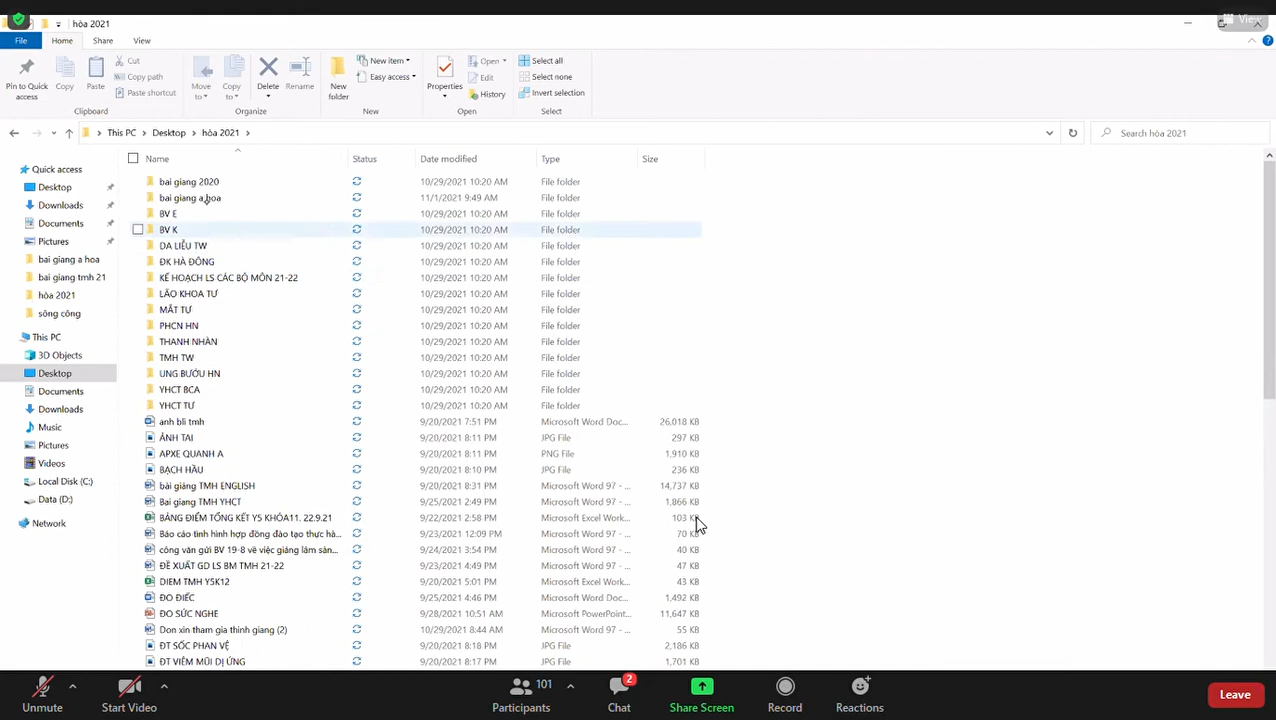 hòa 2021
View
File Home Share View
Pin to Quick access
Copy
Paste
Cut
Copy path
Paste shortcut
Clipboard
Move to
Copy to
Delete
Rename
Organize
New folder
New item
Easy access
New
Properties
Open
Edit
History
Open
Select all
Select none
Invert selection
Select
This PC Desktop hòa 2021
Search hòa 2021
Quick access
Desktop
Downloads
Documents
Pictures
bai giang a hoa
bai giang tmh 21
hòa 2021
sông công
This PC
3D Objects
Desktop
Documents
Downloads
Music
Pictures
Videos
Local Disk (C:)
Data (D:)
Network
Name Status Date modified Type Size
bai giang 2020 10/29/2021 10:20 AM File folder
bai giang a hoa 11/1/2021 9:49 AM File folder
BV E 10/29/2021 10:20 AM File folder
BV K 10/29/2021 10:20 AM File folder
DA LIỄU TW 10/29/2021 10:20 AM File folder
ĐK HÀ ĐÔNG 10/29/2021 10:20 AM File folder
KẾ HOẠCH LS CÁC BỘ MÔN 21-22 10/29/2021 10:20 AM File folder
LÃO KHOA TƯ 10/29/2021 10:20 AM File folder
MẮT TƯ 10/29/2021 10:20 AM File folder
PHCN HN 10/29/2021 10:20 AM File folder
THANH NHÀN 10/29/2021 10:20 AM File folder
TMH TW 10/29/2021 10:20 AM File folder
UNG BƯỚU HN 10/29/2021 10:20 AM File folder
YHCT BCA 10/29/2021 10:20 AM File folder
YHCT TƯ 10/29/2021 10:20 AM File folder
anh bli tmh 9/20/2021 7:51 PM Microsoft Word Doc... 26,018 KB
ẢNH TAI 9/20/2021 8:11 PM JPG File 297 KB
APXE QUANH A 9/20/2021 8:11 PM PNG File 1,910 KB
BẠCH HẦU 9/20/2021 8:10 PM JPG File 236 KB
bài giảng TMH ENGLISH 9/20/2021 8:31 PM Microsoft Word 97 - ... 14,737 KB
Bai giang TMH YHCT 9/25/2021 2:49 PM Microsoft Word 97 - ... 1,866 KB
BẢNG ĐIỂM TỔNG KẾT Y5 KHÓA11. 22.9.21 9/22/2021 2:58 PM Microsoft Excel Work... 103 KB
Báo cáo tình hình hợp đồng đào tạo thực hà... 9/23/2021 12:09 PM Microsoft Word 97 - ... 70 KB
công văn gửi BV 19-8 về việc giảng lâm sàn... 9/24/2021 3:54 PM Microsoft Word 97 - ... 40 KB
ĐỀ XUẤT GD LS BM TMH 21-22 9/23/2021 4:49 PM Microsoft Word 97 - ... 47 KB
DIEM TMH Y5K12 9/20/2021 5:01 PM Microsoft Excel Work... 43 KB
ĐO ĐIẾC 9/25/2021 4:46 PM Microsoft Word Doc... 1,492 KB
ĐO SỨC NGHE 9/28/2021 10:51 AM Microsoft PowerPoint... 11,647 KB
Don xin tham gia thinh giang (2) 10/29/2021 8:44 AM Microsoft Word 97 - ... 55 KB
ĐT SỐC PHAN VỆ 9/20/2021 8:18 PM JPG File 2,186 KB
ĐT VIÊM MŨI DỊ ỨNG 9/20/2021 8:17 PM JPG File 1,701 KB
Unmute
Start Video
101
Participants
2
Chat
Share Screen
Record
Reactions
Leave